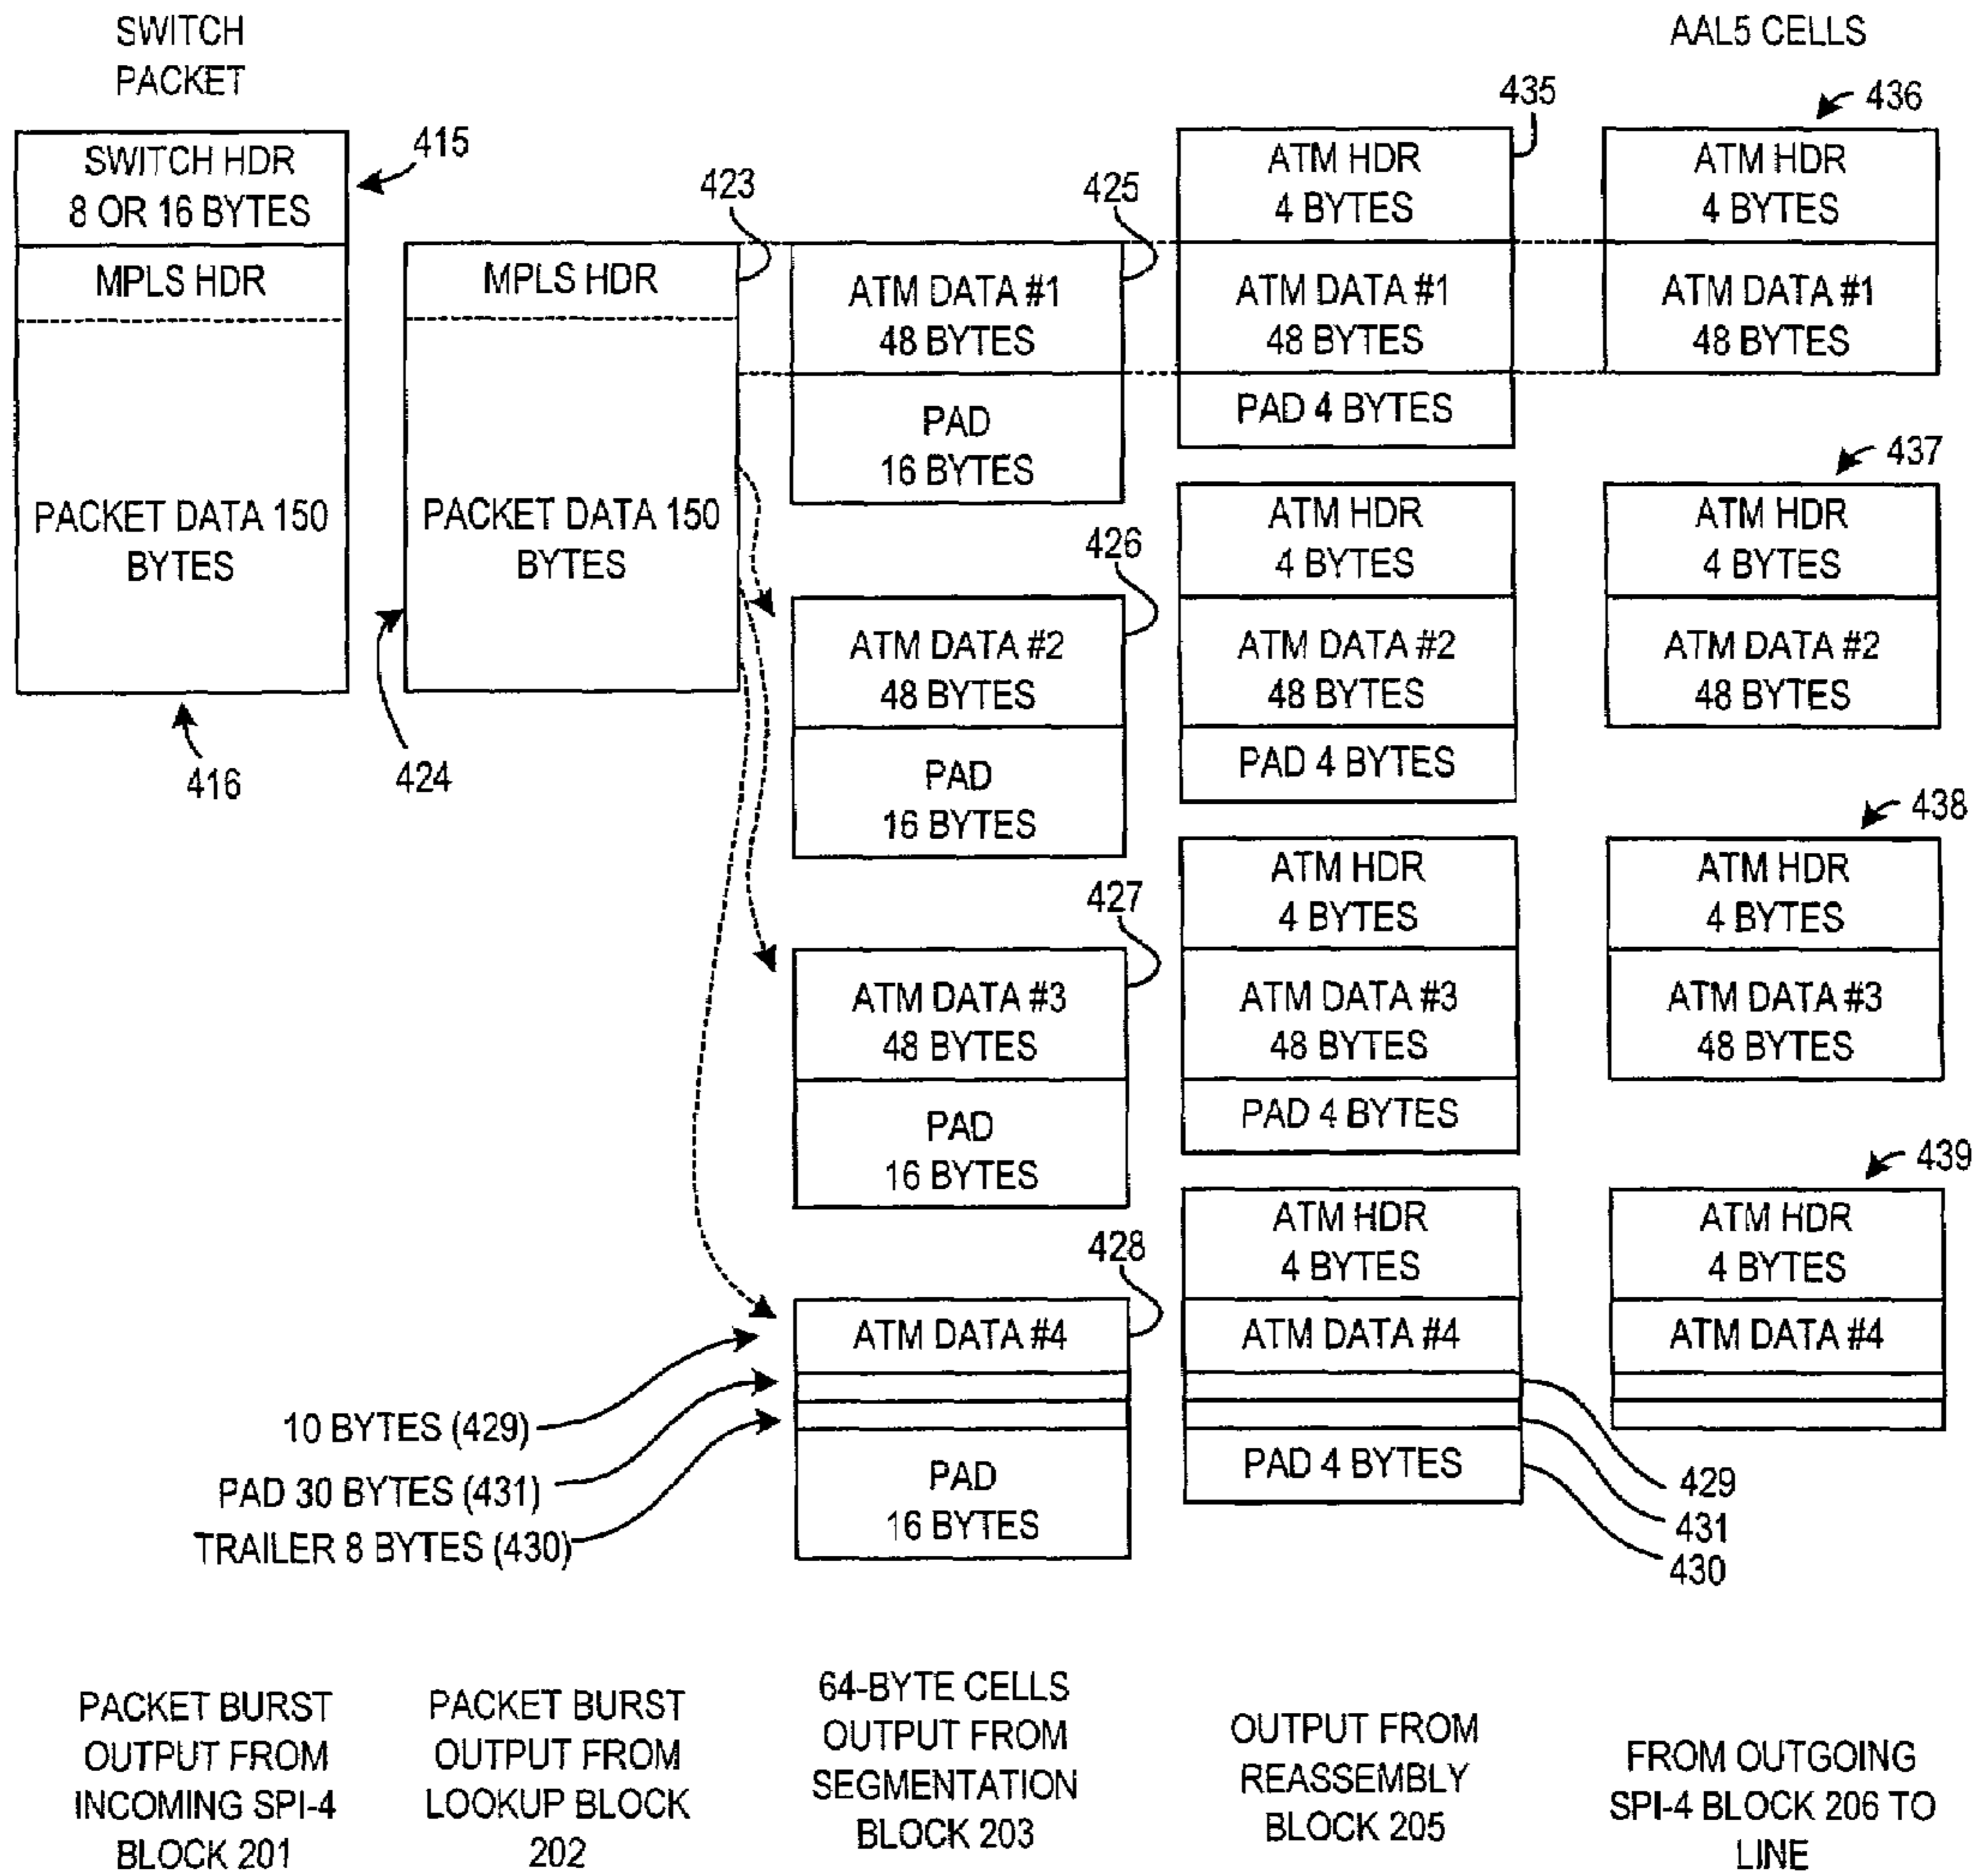 SWITCH
PACKET
AAL5 CELLS
SWITCH HDR
8 OR 16 BYTES
415
MPLS HDR
PACKET DATA 150
BYTES
416
423
MPLS HDR
PACKET DATA 150
BYTES
424
425
ATM DATA #1
48 BYTES
PAD
16 BYTES
426
ATM DATA #2
48 BYTES
PAD
16 BYTES
427
ATM DATA #3
48 BYTES
PAD
16 BYTES
428
ATM DATA #4
PAD
16 BYTES
10 BYTES (429)
PAD 30 BYTES (431)
TRAILER 8 BYTES (430)
435
ATM HDR
4 BYTES
ATM DATA #1
48 BYTES
PAD 4 BYTES
ATM HDR
4 BYTES
ATM DATA #2
48 BYTES
PAD 4 BYTES
ATM HDR
4 BYTES
ATM DATA #3
48 BYTES
PAD 4 BYTES
ATM HDR
4 BYTES
ATM DATA #4
PAD 4 BYTES
429
431
430
436
ATM HDR
4 BYTES
ATM DATA #1
48 BYTES
437
ATM HDR
4 BYTES
ATM DATA #2
48 BYTES
438
ATM HDR
4 BYTES
ATM DATA #3
48 BYTES
439
ATM HDR
4 BYTES
ATM DATA #4
PACKET BURST
OUTPUT FROM
INCOMING SPI-4
BLOCK 201
PACKET BURST
OUTPUT FROM
LOOKUP BLOCK
202
64-BYTE CELLS
OUTPUT FROM
SEGMENTATION
BLOCK 203
OUTPUT FROM
REASSEMBLY
BLOCK 205
FROM OUTGOING
SPI-4 BLOCK 206 TO
LINE